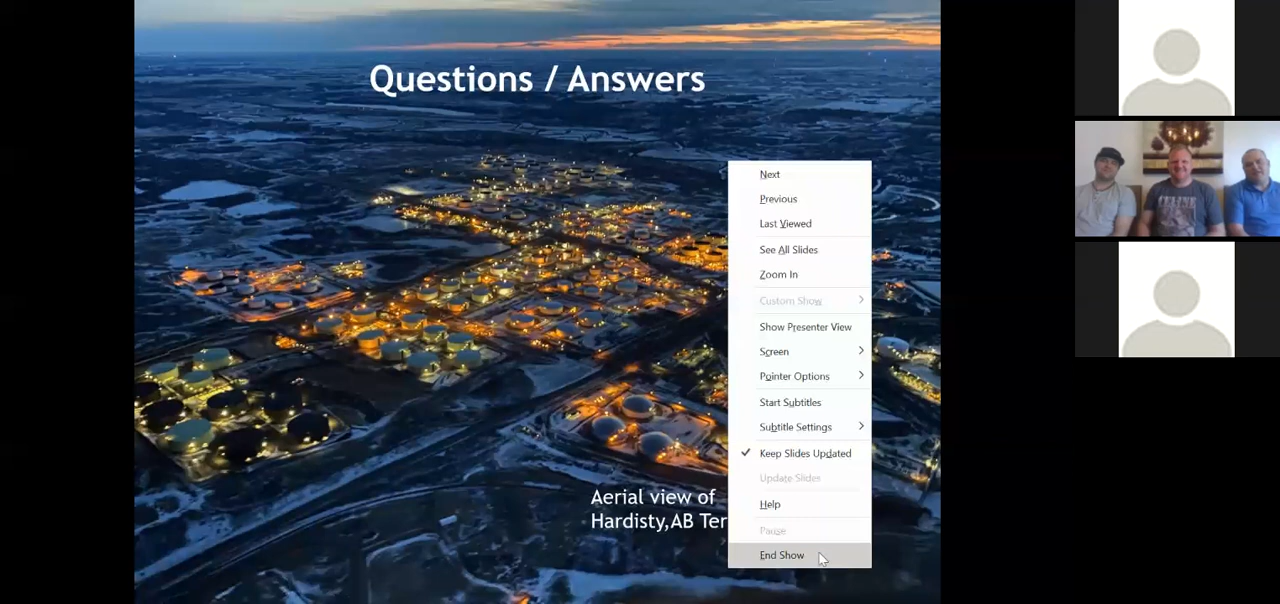 Questions / Answers
Next
Previous
Last Viewed
See All Slides
Zoom In
Custom Show
Show Presenter View
Screen
Pointer Options
Start Subtitles
Subtitle Settings
Keep Slides Updated
Update Slides
Help
Pause
End Show
Aerial view of
Hardisty,AB Ter